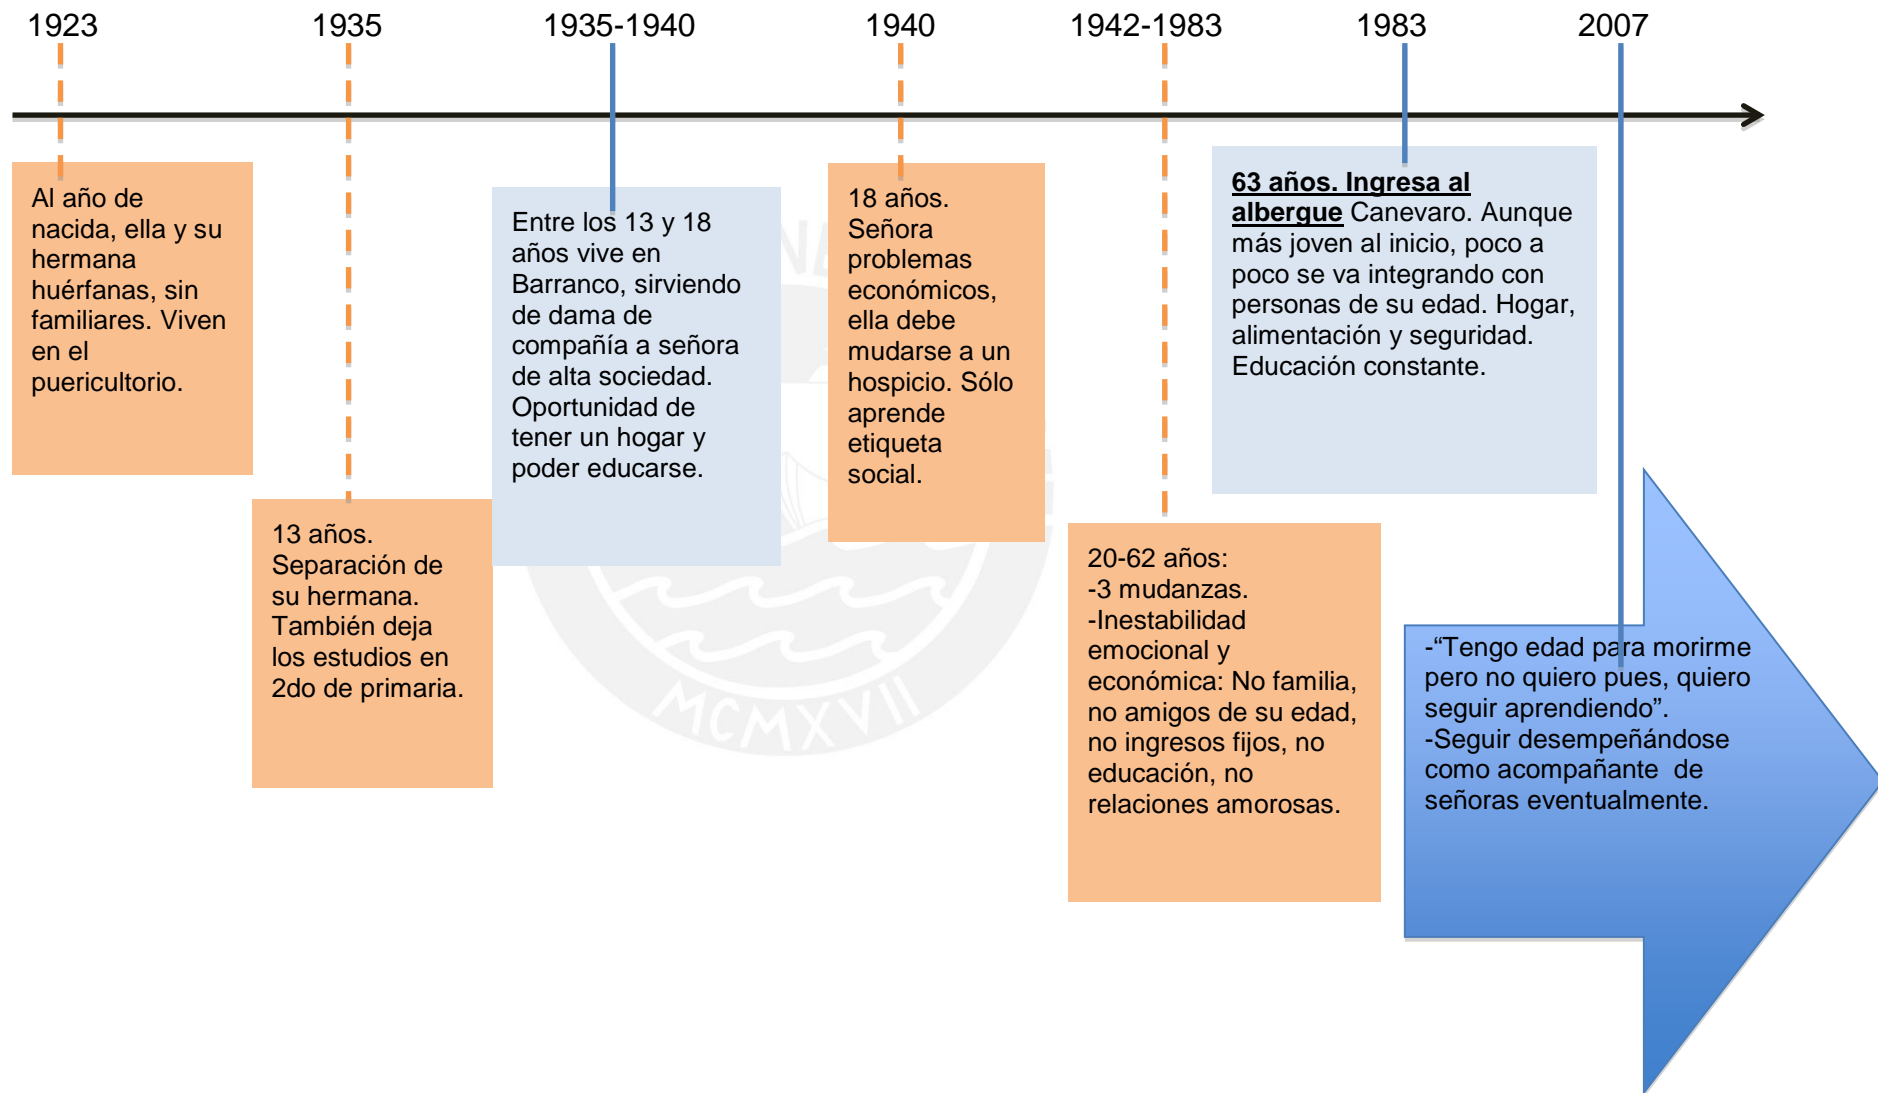 1923
1935
1935-1940
1940
1942-1983
1983
2007
Al año de
nacida, ella y su
hermana
huérfanas, sin
familiares. Viven
en el
puericultorio.
13 años.
Separación de
su hermana.
También deja
los estudios en
2do de primaria.
Entre los 13 y 18
años vive en
Barranco, sirviendo
de dama de
compañía a señora
de alta sociedad.
Oportunidad de
tener un hogar y
poder educarse.
18 años.
Señora
problemas
económicos,
ella debe
mudarse a un
hospicio. Sólo
aprende
etiqueta
social.
20-62 años:
-3 mudanzas.
-Inestabilidad
emocional y
económica: No familia,
no amigos de su edad,
no ingresos fijos, no
educación, no
relaciones amorosas.
63 años. Ingresa al
albergue Canevaro. Aunque
más joven al inicio, poco a
poco se va integrando con
personas de su edad. Hogar,
alimentación y seguridad.
Educación constante.
-“Tengo edad para morirme
pero no quiero pues, quiero
seguir aprendiendo”.
-Seguir desempeñándose
como acompañante  de
señoras eventualmente.
MCMXVII